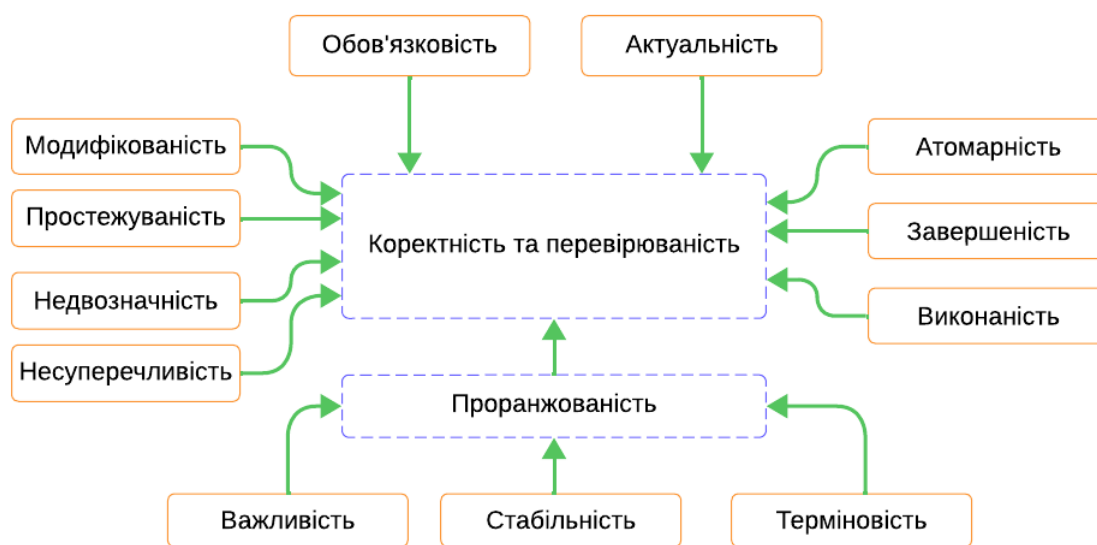 Обов'язковість
Актуальність
Модифікованість
Атомарність
Простежуваність
Коректність та перевірюваність
Завершеність
Недвозначність
Виконаність
Несуперечливість
Проранжованість
Важливість
Стабільність
Терміновість